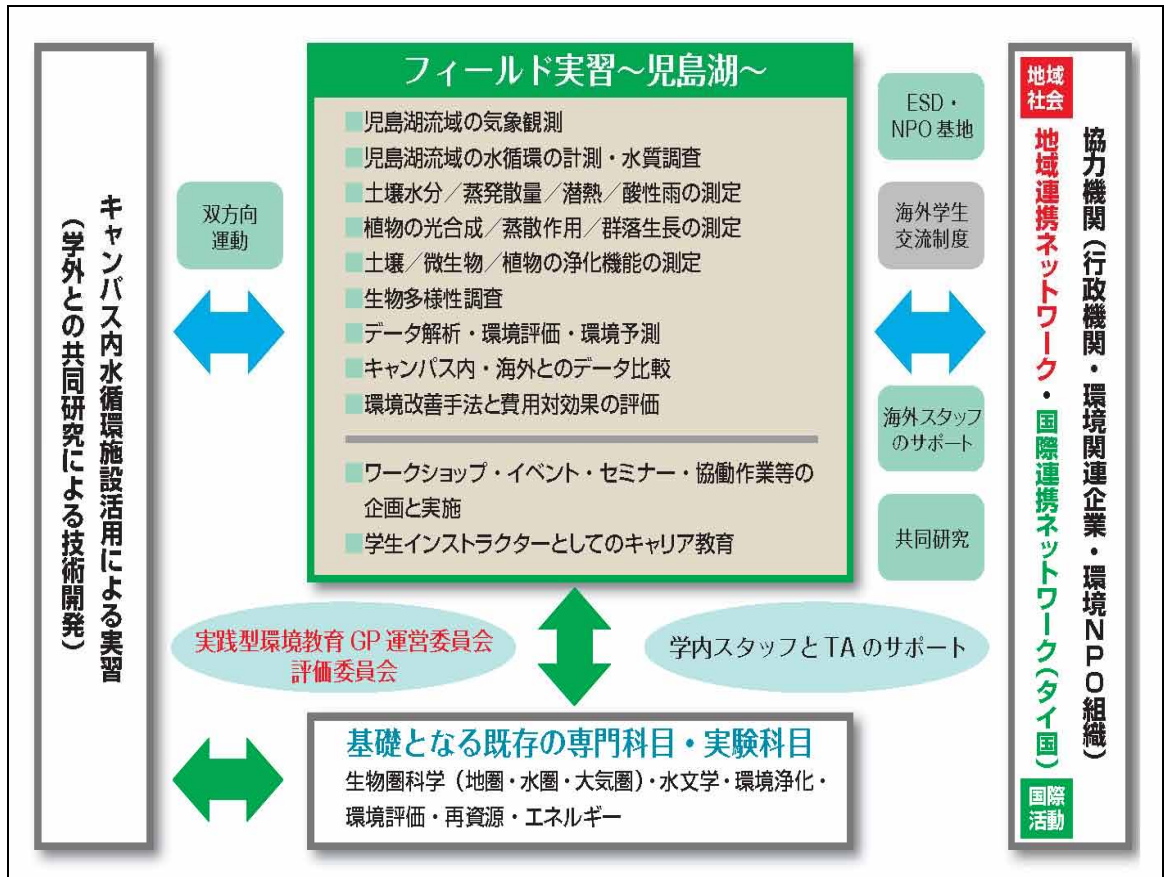 キャンパス内水循環施設活用による実習
（学外との共同研究による技術開発）
双方向
運動
フィールド実習～児島湖～
■児島湖流域の気象観測
■児島湖流域の水循環の計測・水質調査
■土壌水分／蒸発散量／潜熱／酸性雨の測定
■植物の光合成／蒸散作用／群落生長の測定
■土壌／微生物／植物の浄化機能の測定
■生物多様性調査
■データ解析・環境評価・環境予測
■キャンパス内・海外とのデータ比較
■環境改善手法と費用対効果の評価
■ワークショップ・イベント・セミナー・協働作業等の
企画と実施
■学生インストラクターとしてのキャリア教育
ESD・
NPO基地
海外学生
交流制度
海外スタッフ
のサポート
共同研究
協力機関（行政機関・環境関連企業・環境ＮＰＯ組織）
地域
社会
地域連携ネットワーク・国際連携ネットワーク（タイ国）
国際
活動
実践型環境教育GP運営委員会
評価委員会
学内スタッフとTAのサポート
基礎となる既存の専門科目・実験科目
生物圏科学（地圏・水圏・大気圏）・水文学・環境浄化・
環境評価・再資源・エネルギー